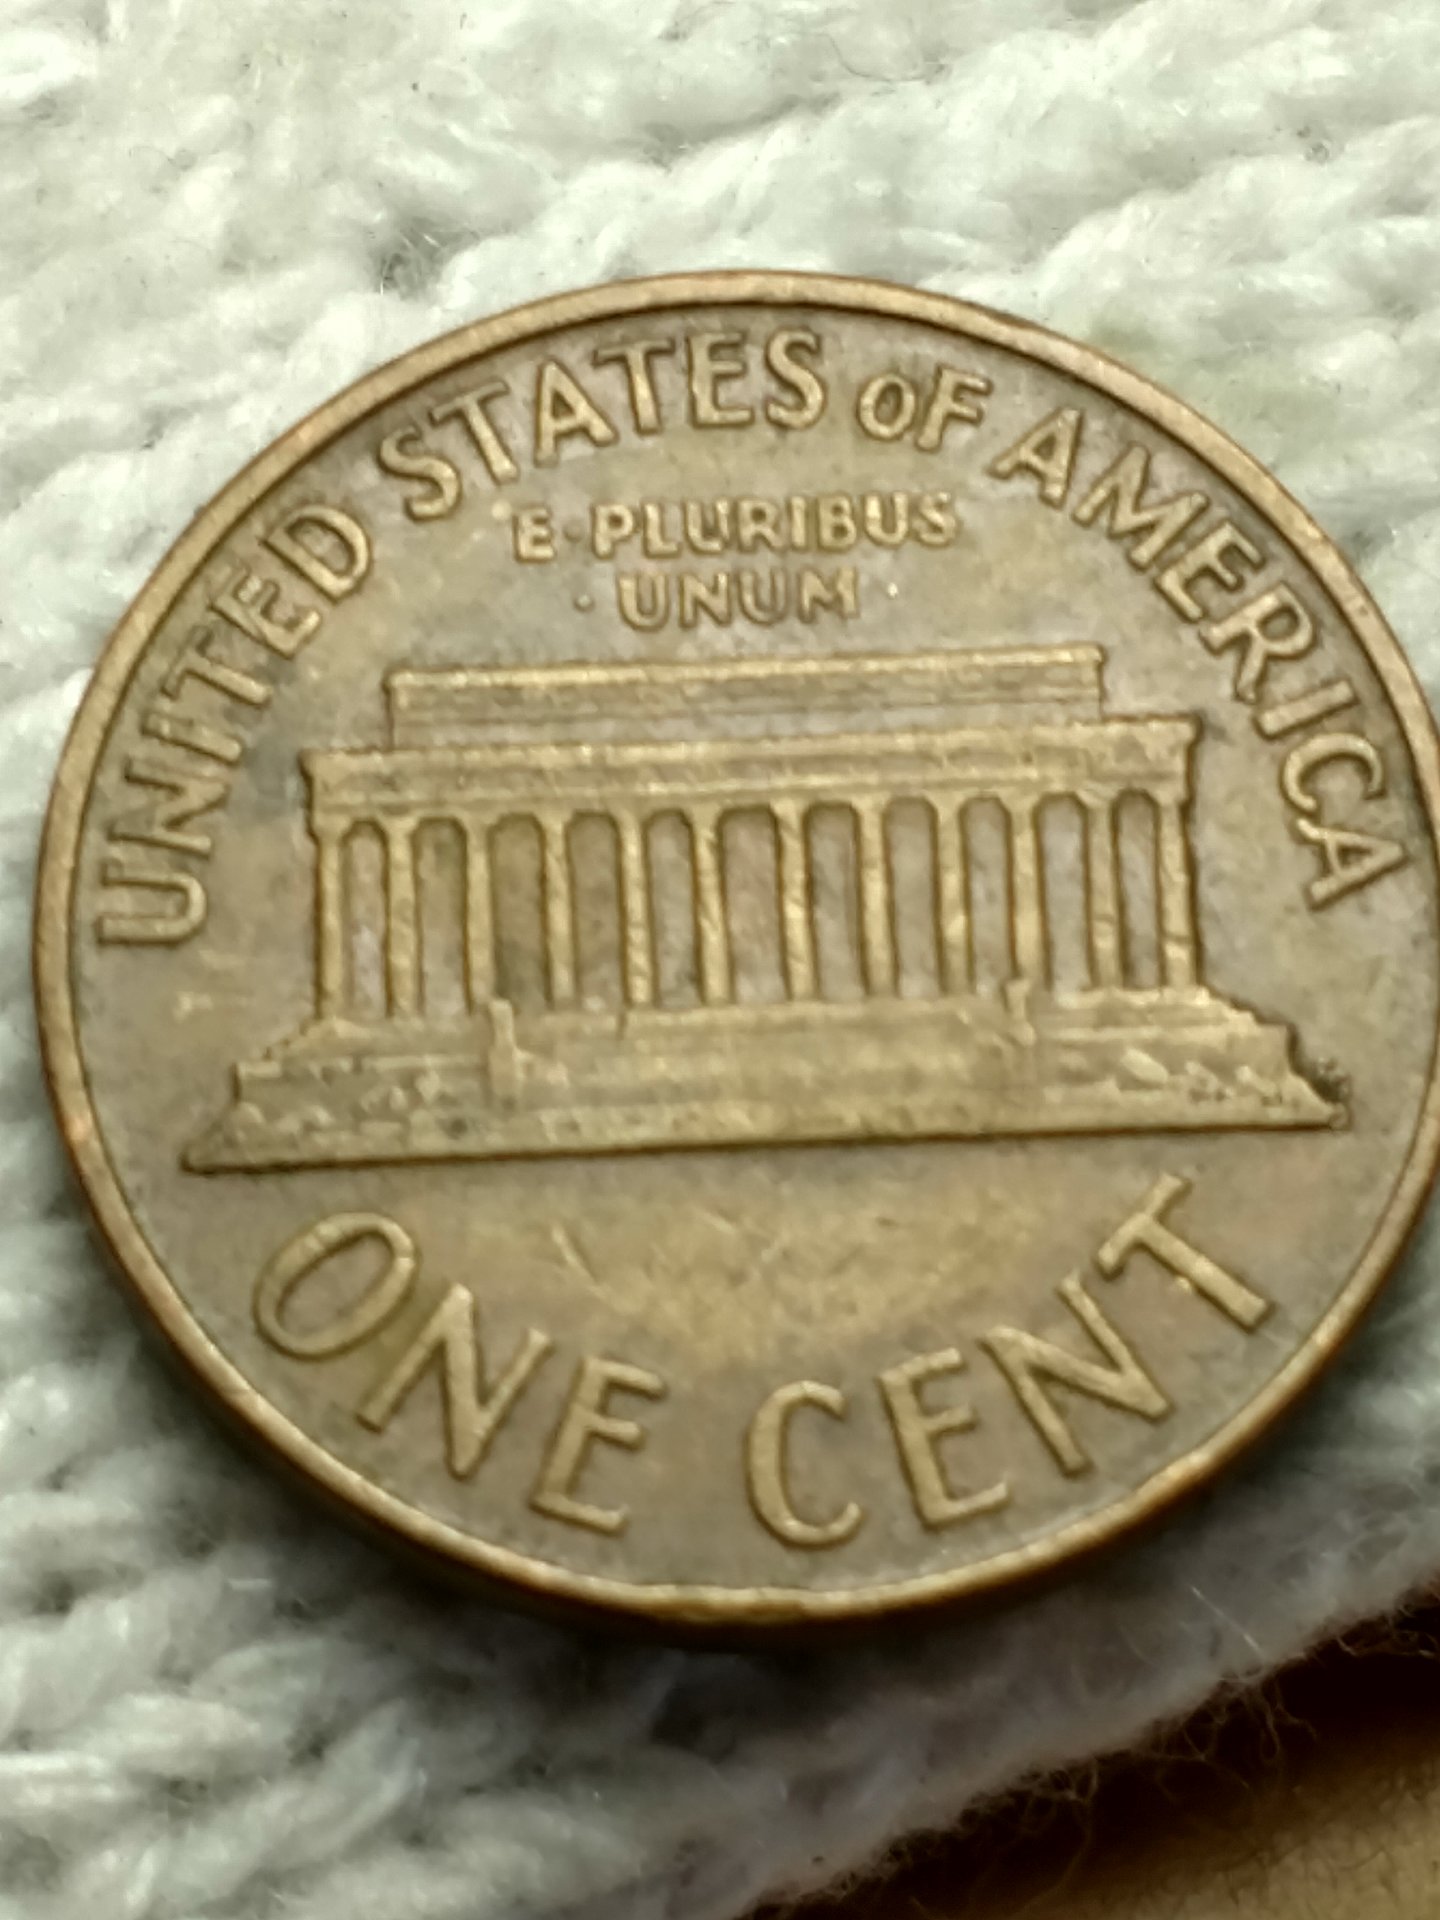 UNITED STATES OF AMERICA
E·PLURIBUS
·UNUM·
ONE CENT